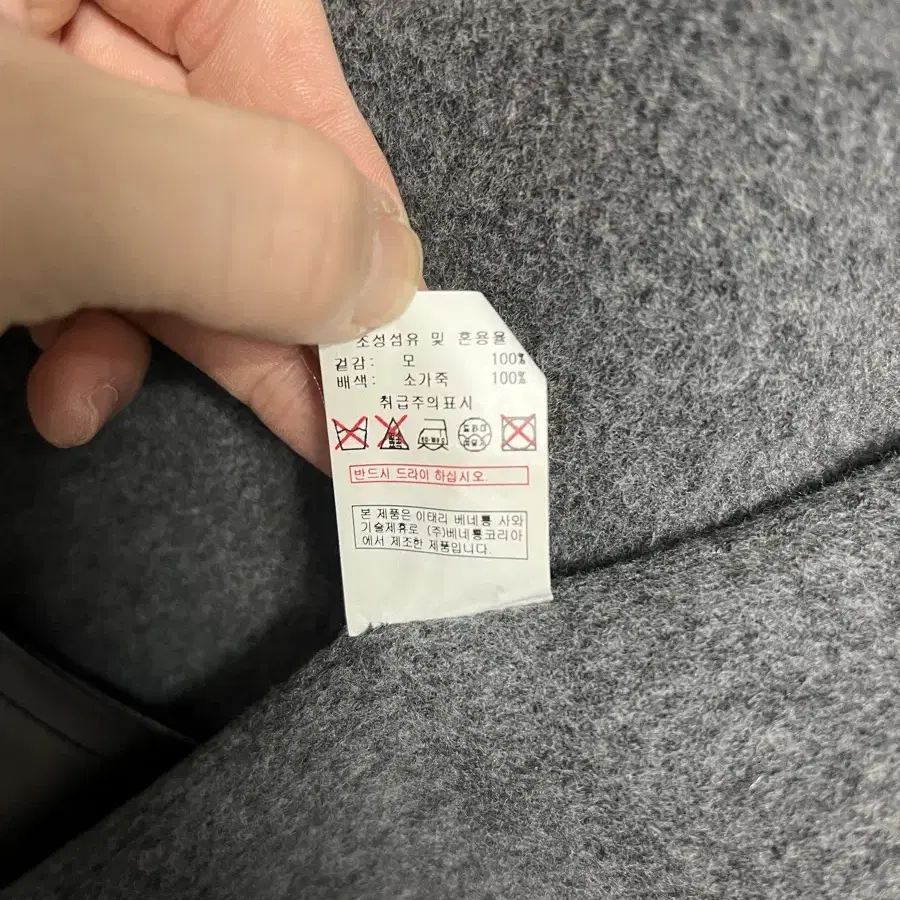 조성섬유 및 혼용율
겉감: 모 100%
배색: 소가죽 100%
취급주의표시
반드시 드라이 하십시오.
본 제품은 이태리 베네통 사와
기술제휴로 (주)베네통코리아
에서 제조한 제품입니다.